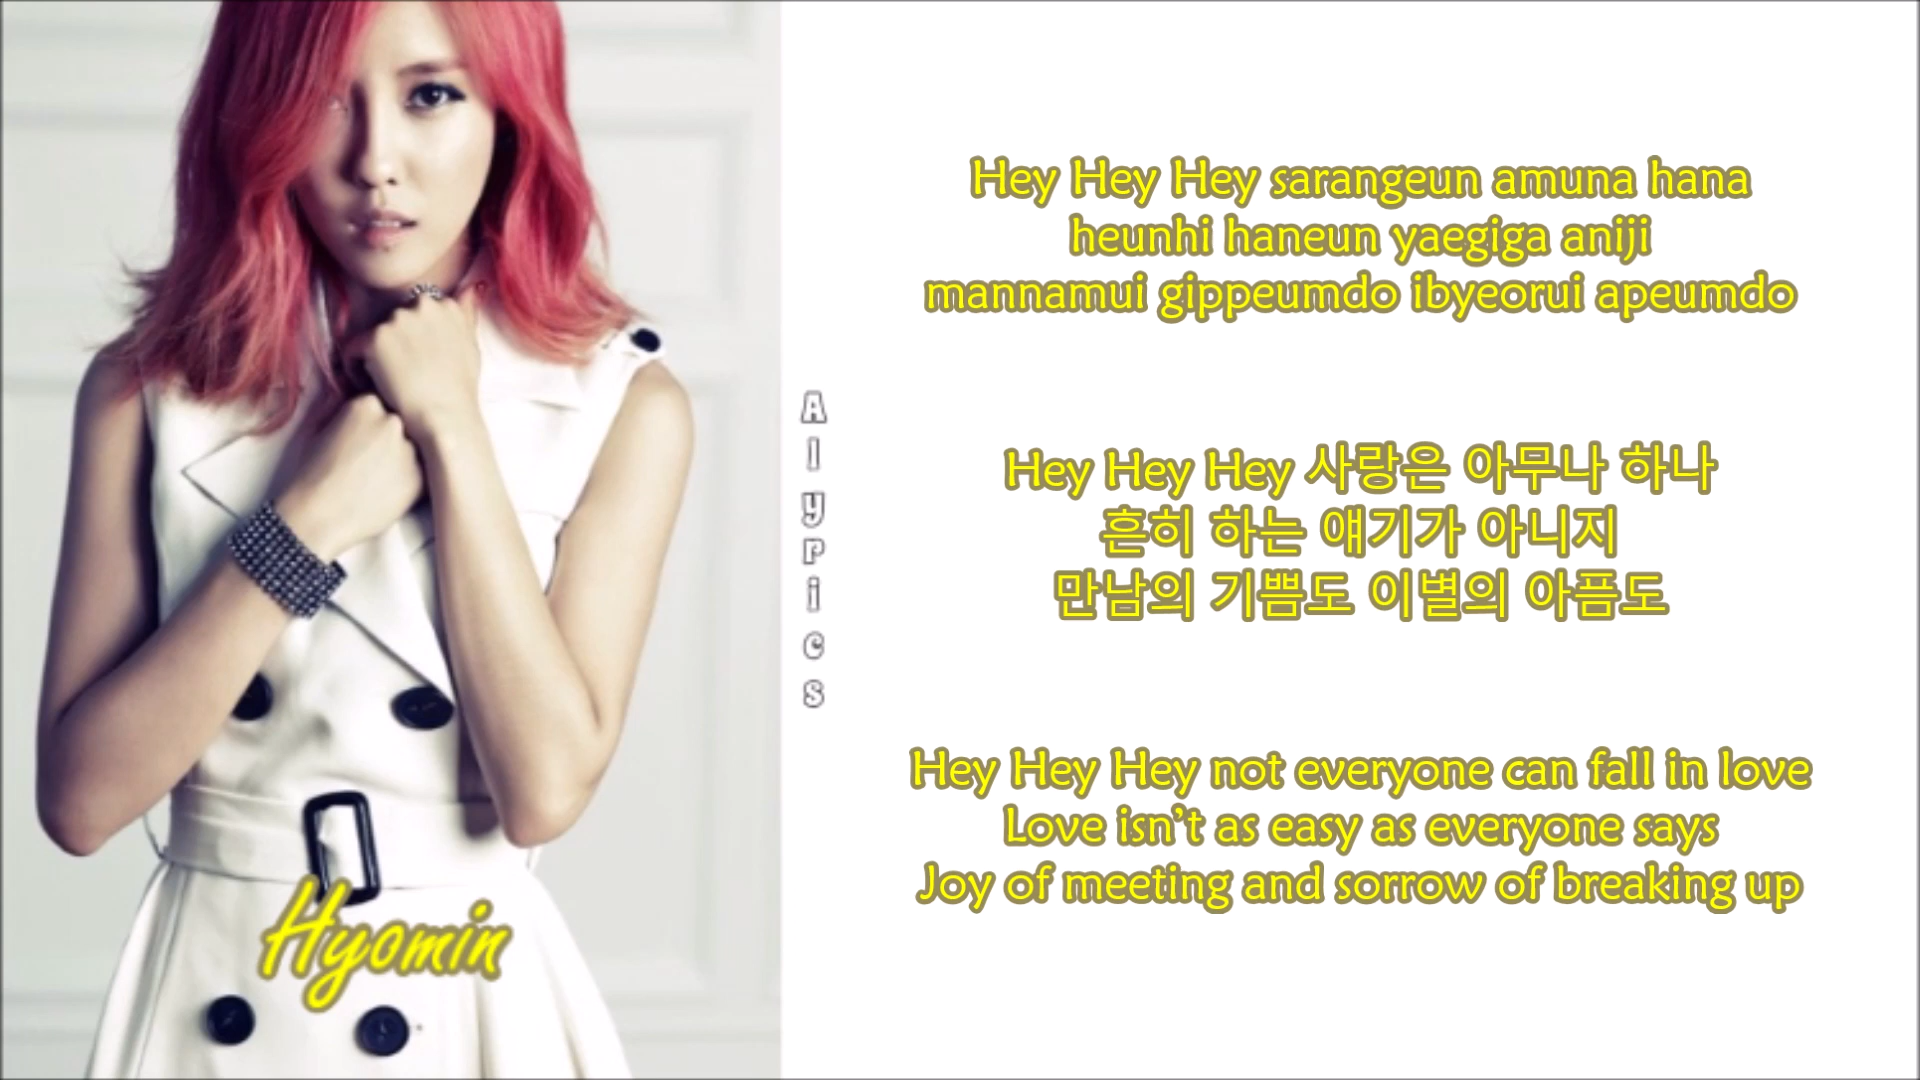 Hey Hey Hey sarangeun amuna hana
heunhi haneun yaegiga aniji
mannamui gippeumdo ibyeorui apeumdo
Hey Hey Hey 사랑은 아무나 하나
흔히 하는 얘기가 아니지
만남의 기쁨도 이별의 아픔도
Hey Hey Hey not everyone can fall in love
Love isn't as easy as everyone says
Joy of meeting and sorrow of breaking up
Alyrics
Hyomin